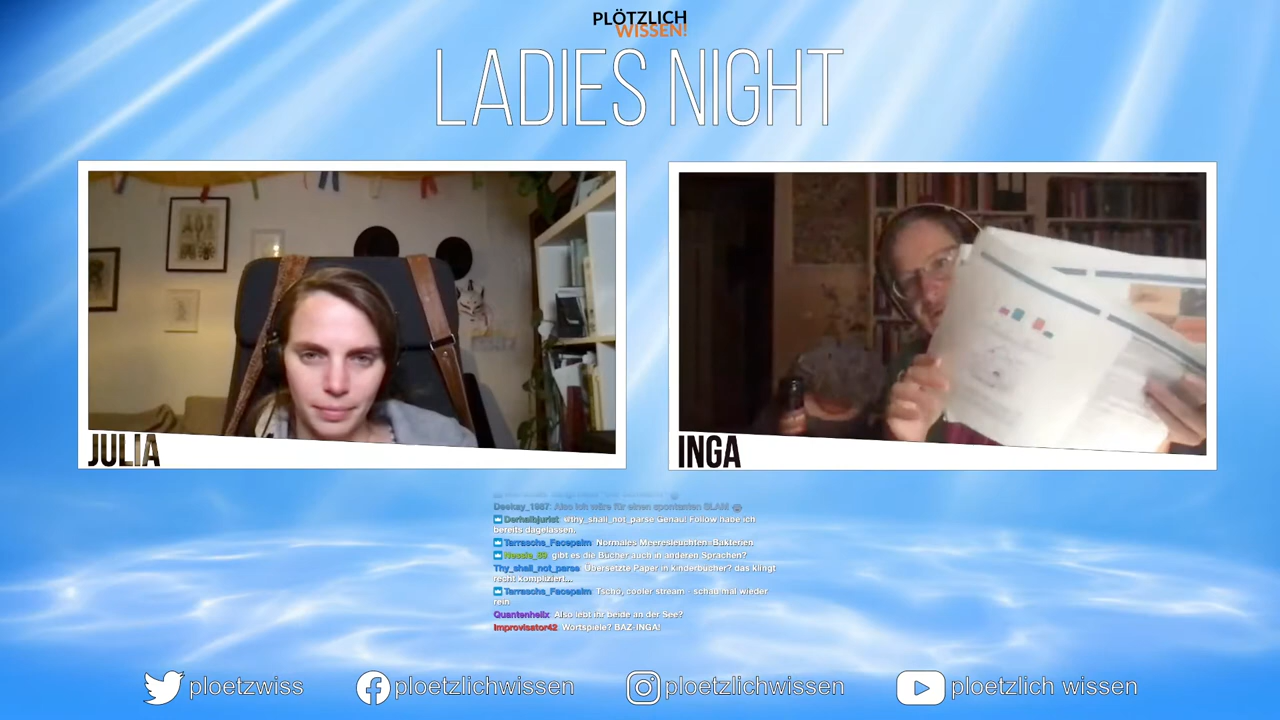 PLÖTZLICH
WISSEN!
LADIES NIGHT
JULIA
INGA
Deekay_1987: Also ich wäre für einen spontanten SLAM
Derhalbjurist @thy_shall_not_parse Genau! Follow habe ich
bereits dagelassen.
Tarrasche_Facepalm Normales Meeresleuchten: Bakterien
Nessie_80 gibt es die Bücher auch in anderen Sprachen?
Thy_shall_not_parse Übersetzte Paper in kinderbücher? das klingt
recht kompliziert...
Tarrasche_Facepalm Tschö, cooler stream - schau mal wieder
rein
Quantenhelix Also lebt ihr beide an der See?
Improvisator42 Wortspiele? BAZ-INGA!
ploetzwiss
ploetzlichwissen
ploetzlichwissen
ploetzlich wissen